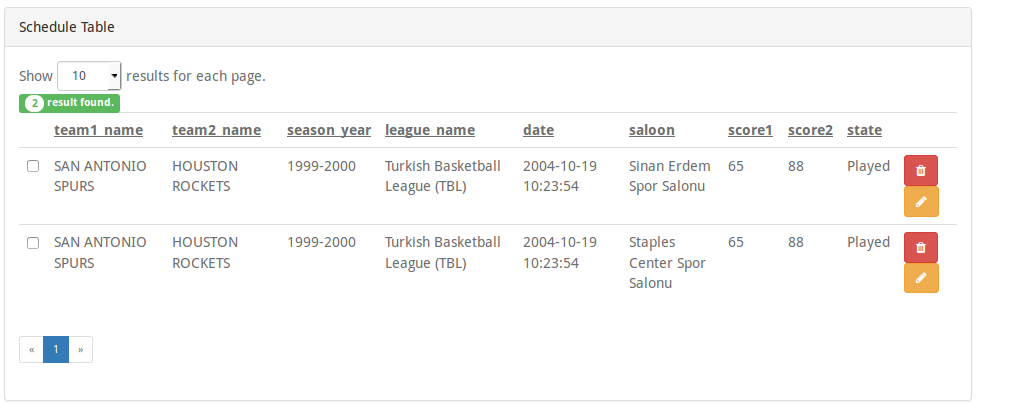 Schedule Table
Show 10 results for each page.
2 result found.
team1_name team2_name season_year league_name date saloon score1 score2 state
SAN ANTONIO HOUSTON 1999-2000 Turkish Basketball 2004-10-19 Sinan Erdem 65 88 Played
SPURS ROCKETS League (TBL) 10:23:54 Spor Salonu
SAN ANTONIO HOUSTON 1999-2000 Turkish Basketball 2004-10-19 Staples 65 88 Played
SPURS ROCKETS League (TBL) 10:23:54 Center Spor
Salonu
« 1 »